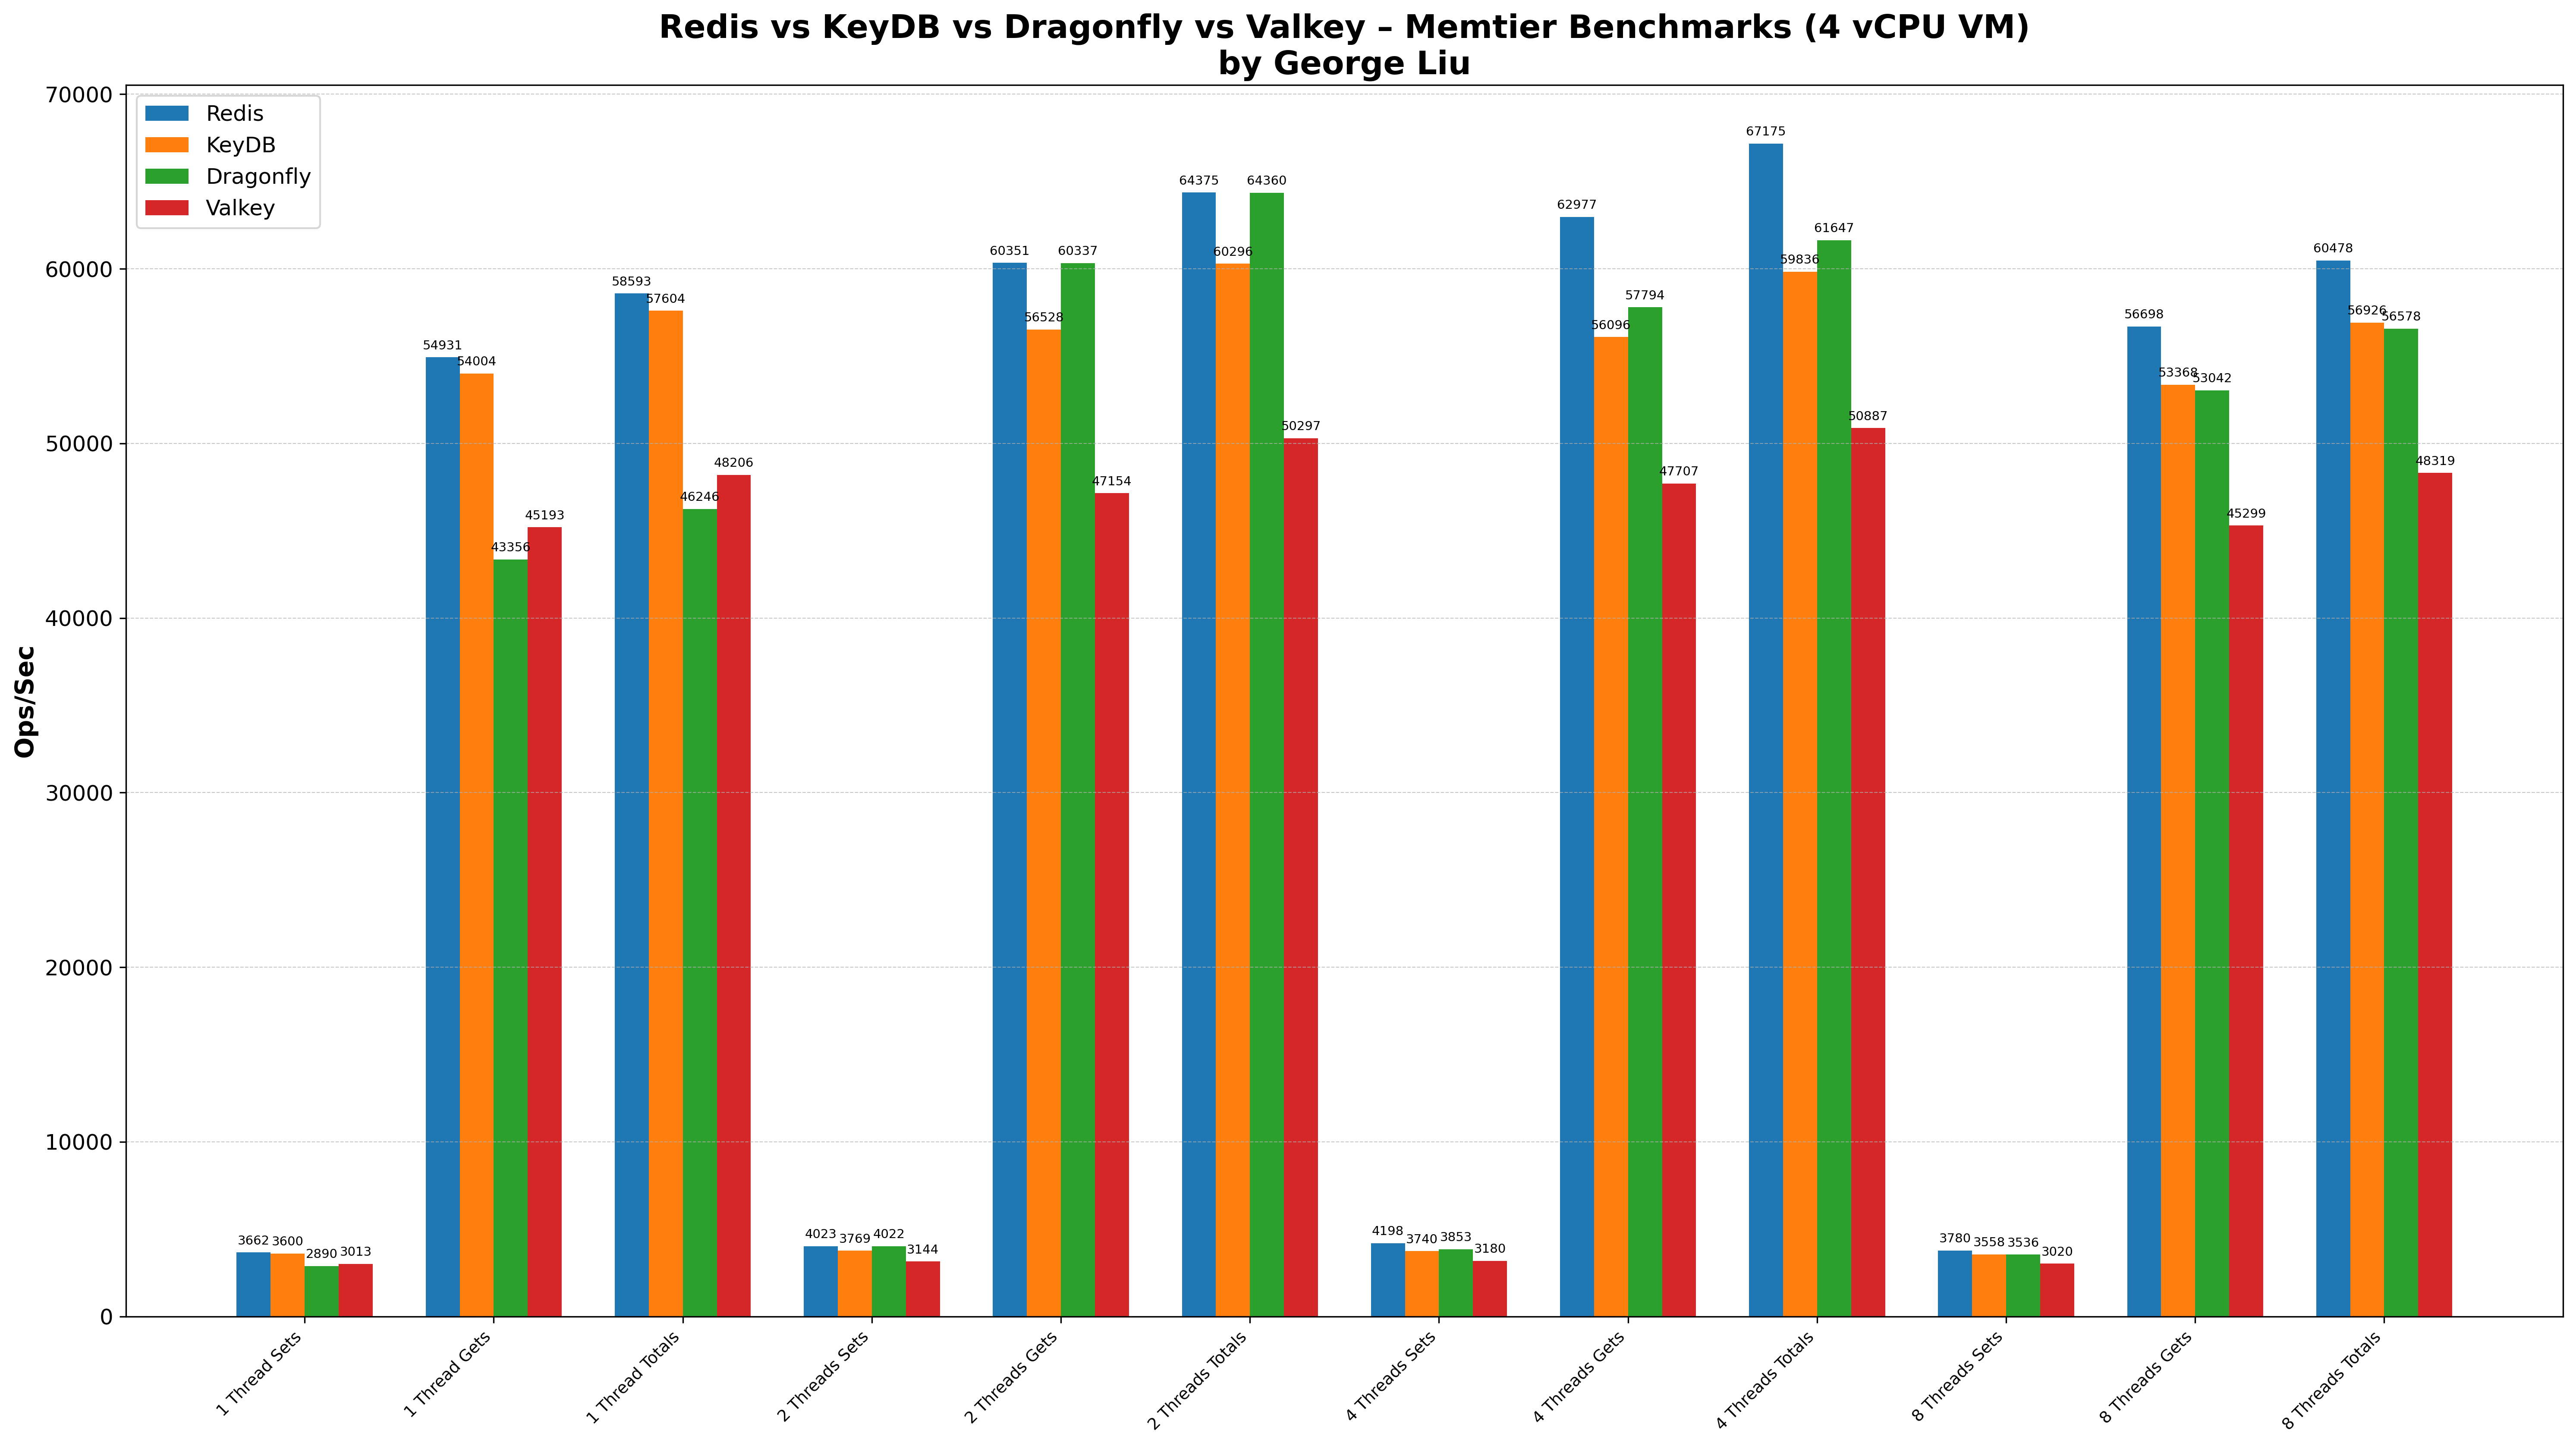 Redis vs KeyDB vs Dragonfly vs Valkey – Memtier Benchmarks (4 vCPU VM)
by George Liu
Redis
KeyDB
Dragonfly
Valkey
Ops/Sec
70000
60000
50000
40000
30000
20000
10000
0
3662 3600 2890 3013
54931 54004 43356 45193
58593 57604 46246 48206
4023 3769 4022 3144
60351 56528 60337 47154
64375 60296 64360 50297
4198 3740 3853 3180
62977 56096 57794 47707
67175 59836 61647 50887
3780 3558 3536 3020
56698 53368 53042 45299
60478 56926 56578 48319
1 Thread Sets
1 Thread Gets
1 Thread Totals
2 Threads Sets
2 Threads Gets
2 Threads Totals
4 Threads Sets
4 Threads Gets
4 Threads Totals
8 Threads Sets
8 Threads Gets
8 Threads Totals